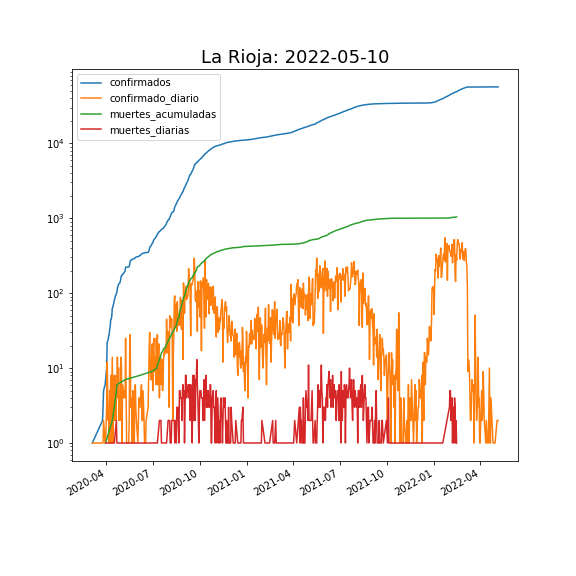 La Rioja: 2022-05-10
confirmados
confirmado_diario
muertes_acumuladas
muertes_diarias
10^4
10^3
10^2
10^1
10^0
2020-04 2020-07 2020-10 2021-01 2021-04 2021-07 2021-10 2022-01 2022-04